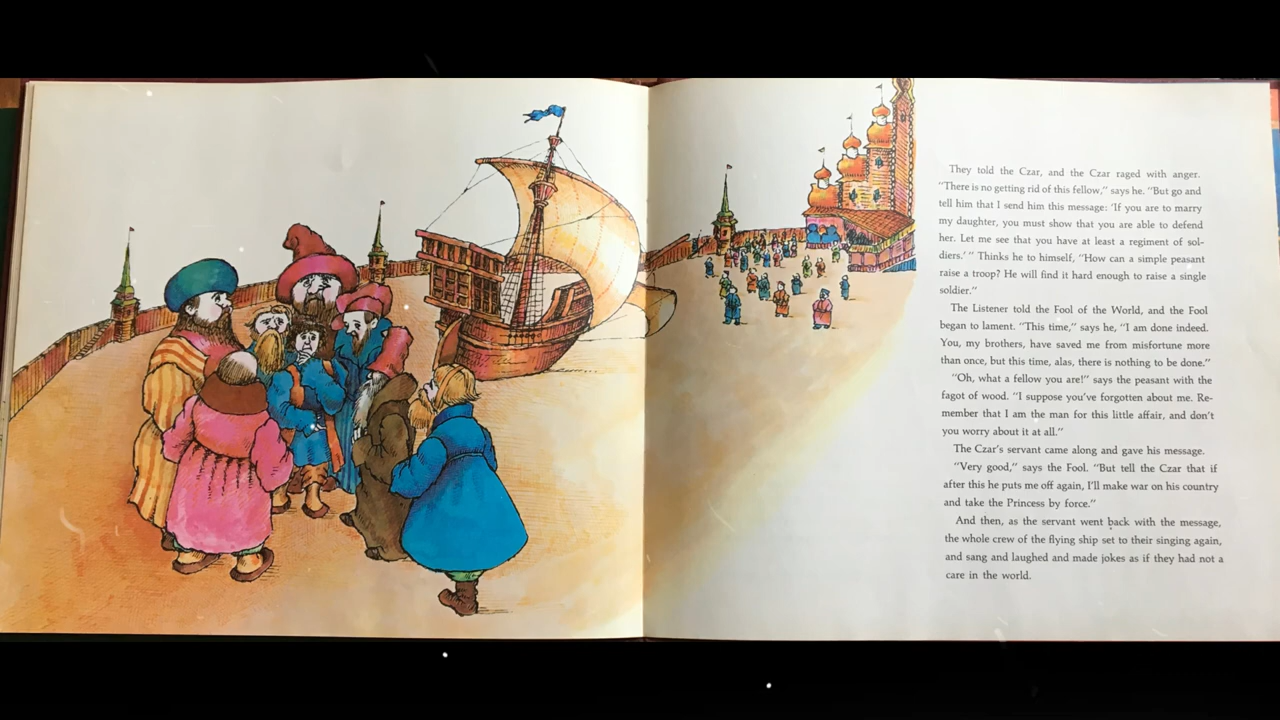 They told the Czar, and the Czar raged with anger.
“There is no getting rid of this fellow,” says he. “But go and
tell him that I send him this message: ‘If you are to marry
my daughter, you must show that you are able to defend
her. Let me see that you have at least a regiment of sol-
diers.’ ” Thinks he to himself, “How can a simple peasant
raise a troop? He will find it hard enough to raise a single
soldier.”
The Listener told the Fool of the World, and the Fool
began to lament. “This time,” says he, “I am done indeed.
You, my brothers, have saved me from misfortune more
than once, but this time, alas, there is nothing to be done.”
“Oh, what a fellow you are!” says the peasant with the
fagot of wood. “I suppose you’ve forgotten about me. Re-
member that I am the man for this little affair, and don’t
you worry about it at all.”
The Czar’s servant came along and gave his message.
“Very good,” says the Fool. “But tell the Czar that if
after this he puts me off again, I’ll make war on his country
and take the Princess by force.”
And then, as the servant went back with the message,
the whole crew of the flying ship set to their singing again,
and sang and laughed and made jokes as if they had not a
care in the world.